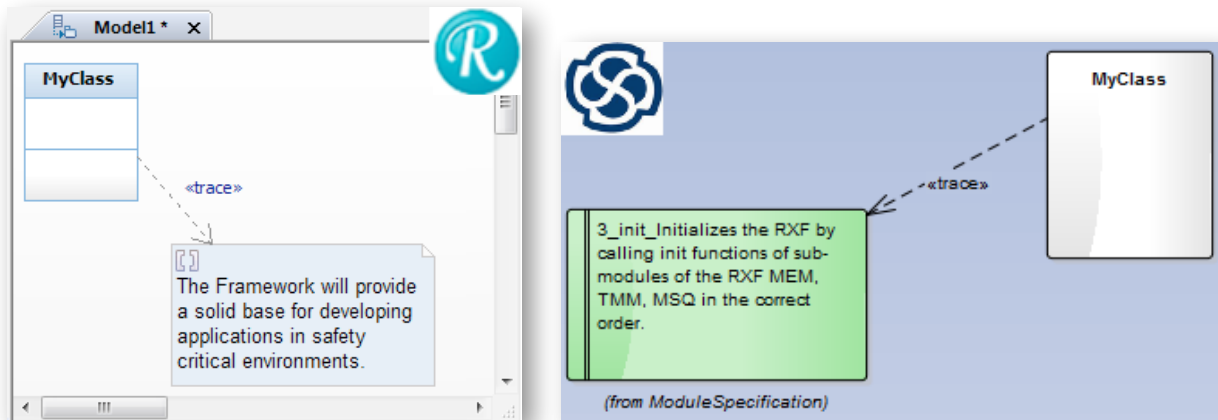 Model1 * X
MyClass
«trace»
The Framework will provide
a solid base for developing
applications in safety
critical environments.
R
MyClass
«trace»
3_init_Initializes the RXF by
calling init functions of sub-
modules of the RXF MEM,
TMM, MSQ in the correct
order.
(from ModuleSpecification)